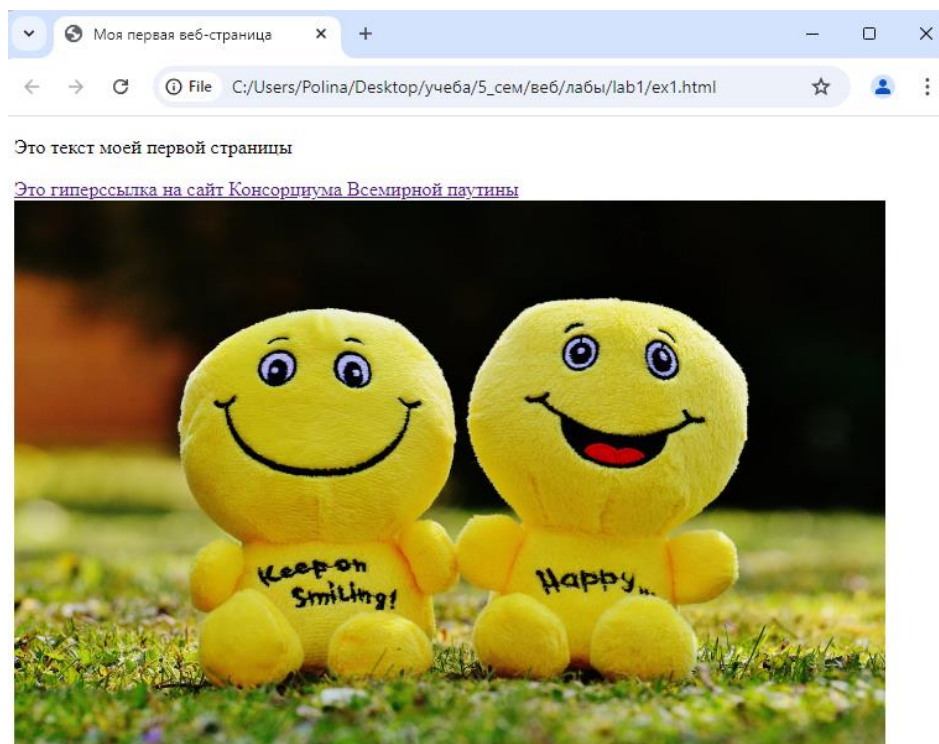 Моя первая веб-страница
File C:/Users/Polina/Desktop/учеба/5_сем/веб/лабы/lab1/ex1.html
Это текст моей первой страницы
Это гиперссылка на сайт Консорциума Всемирной паутины
Keep on
Smiling!
Happy...